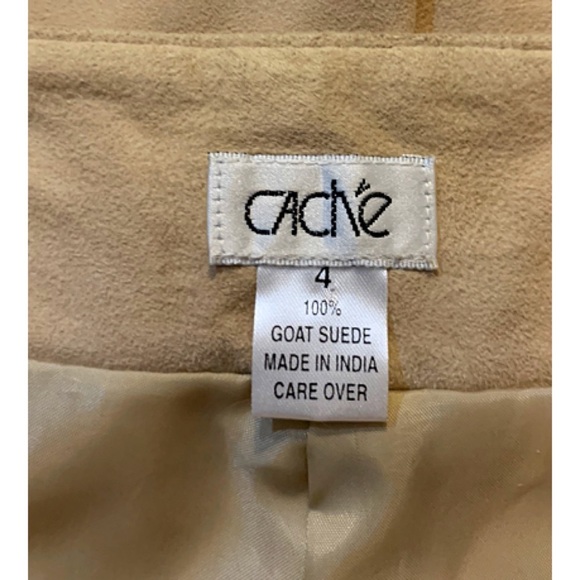 CAChé
4
100%
GOAT SUEDE
MADE IN INDIA
CARE OVER